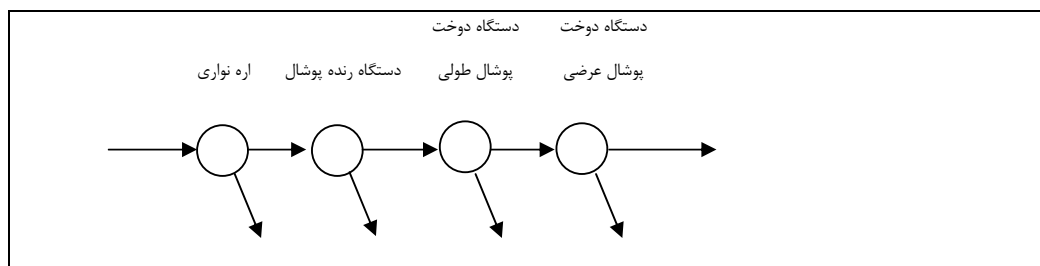 دستگاه دوخت
دستگاه دوخت
پوشال عرضی
پوشال طولی
دستگاه رنده پوشال
اره نواری